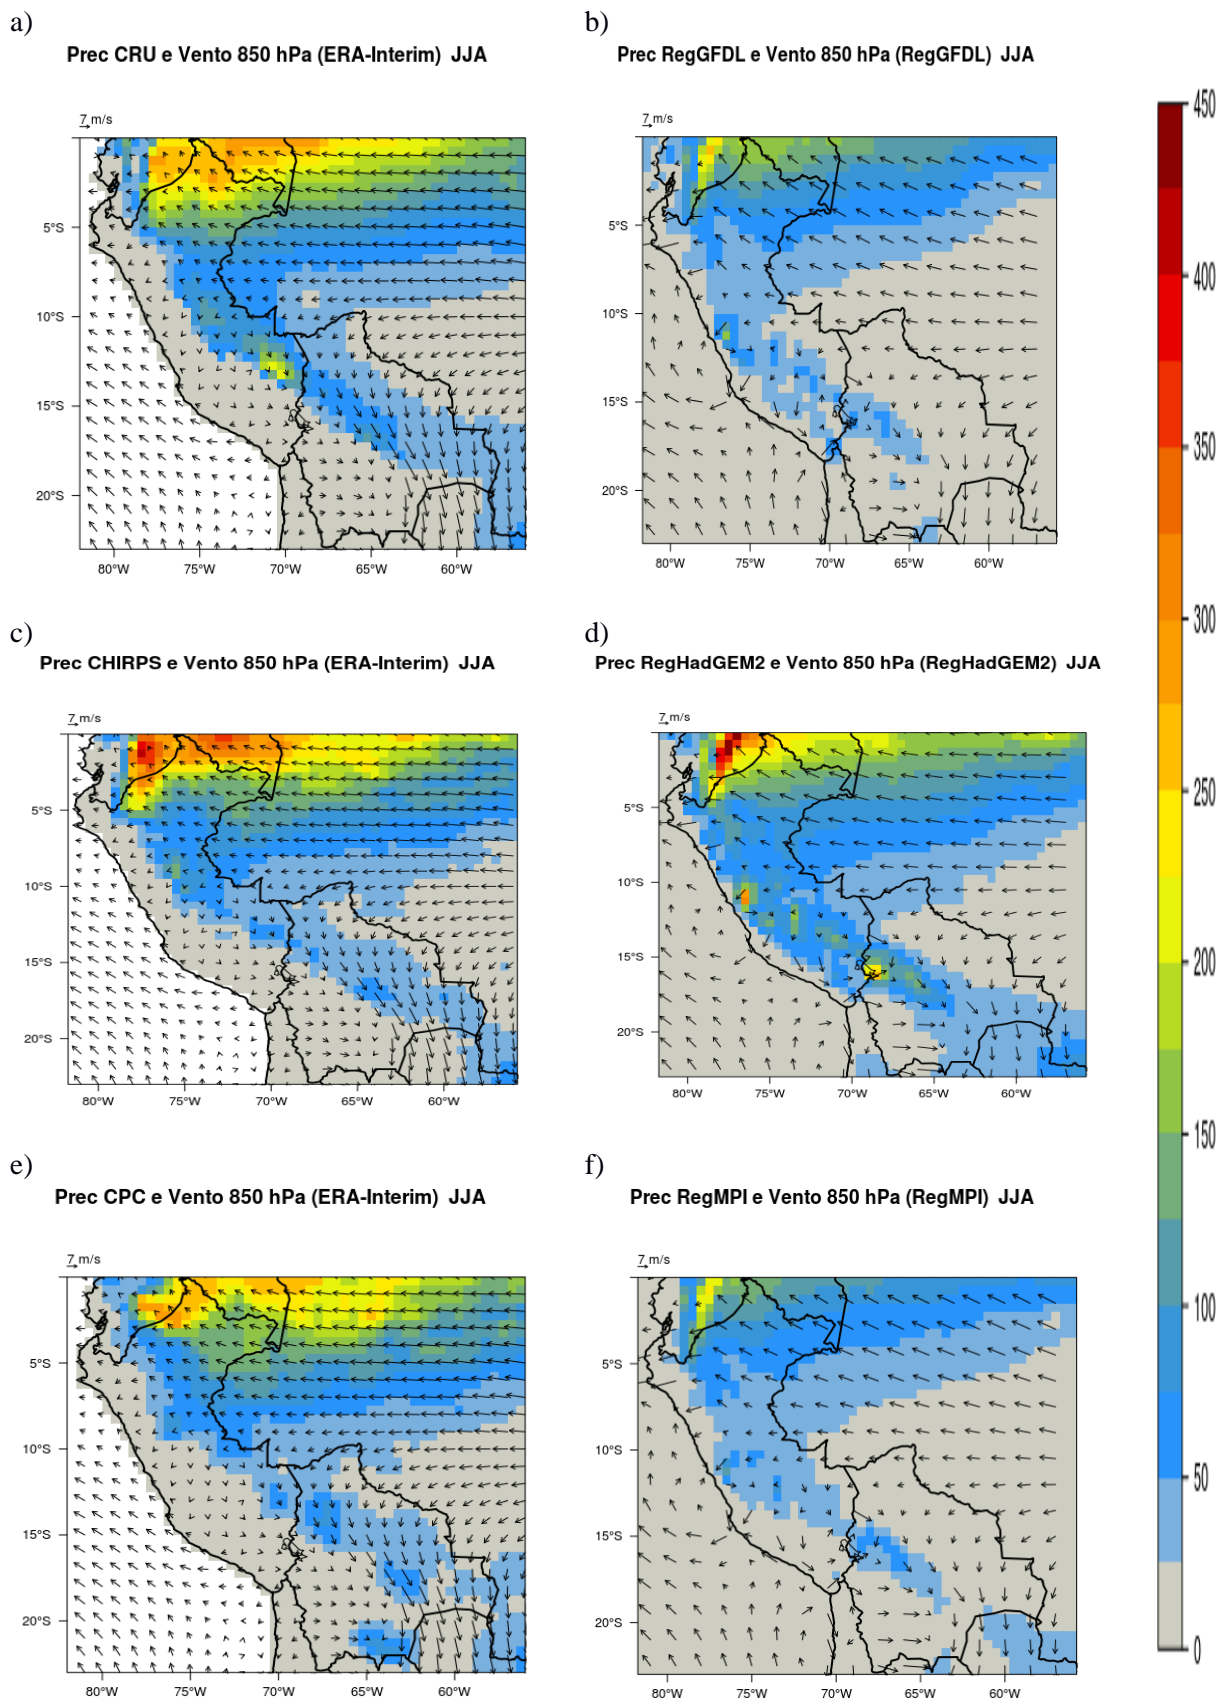 a)
Prec CRU e Vento 850 hPa (ERA-Interim) JJA
7 m/s
5°S
10°S
15°S
20°S
80°W 75°W 70°W 65°W 60°W
b)
Prec RegGFDL e Vento 850 hPa (RegGFDL) JJA
7 m/s
5°S
10°S
15°S
20°S
80°W 75°W 70°W 65°W 60°W
c)
Prec CHIRPS e Vento 850 hPa (ERA-Interim) JJA
7 m/s
5°S
10°S
15°S
20°S
80°W 75°W 70°W 65°W 60°W
d)
Prec RegHadGEM2 e Vento 850 hPa (RegHadGEM2) JJA
7 m/s
5°S
10°S
15°S
20°S
80°W 75°W 70°W 65°W 60°W
e)
Prec CPC e Vento 850 hPa (ERA-Interim) JJA
7 m/s
5°S
10°S
15°S
20°S
80°W 75°W 70°W 65°W 60°W
f)
Prec RegMPI e Vento 850 hPa (RegMPI) JJA
7 m/s
5°S
10°S
15°S
20°S
80°W 75°W 70°W 65°W 60°W
450
400
350
300
250
200
150
100
50
0